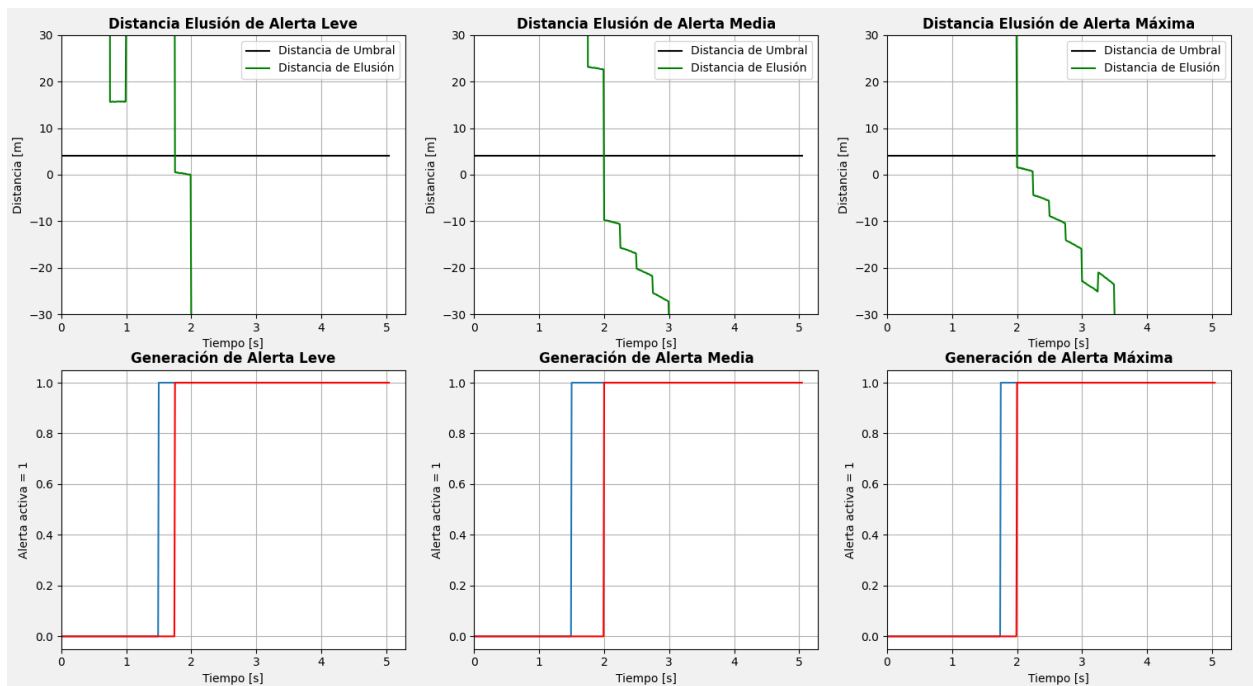 Distancia Elusión de Alerta Leve
Distancia [m]
30
20
10
0
−10
−20
−30
Distancia de Umbral
Distancia de Elusión
0 1 2 3 4 5
Tiempo [s]
Distancia Elusión de Alerta Media
Distancia [m]
30
20
10
0
−10
−20
−30
Distancia de Umbral
Distancia de Elusión
0 1 2 3 4 5
Tiempo [s]
Distancia Elusión de Alerta Máxima
Distancia [m]
30
20
10
0
−10
−20
−30
Distancia de Umbral
Distancia de Elusión
0 1 2 3 4 5
Tiempo [s]
Generación de Alerta Leve
Alerta activa = 1
1.0
0.8
0.6
0.4
0.2
0.0
0 1 2 3 4 5
Tiempo [s]
Generación de Alerta Media
Alerta activa = 1
1.0
0.8
0.6
0.4
0.2
0.0
0 1 2 3 4 5
Tiempo [s]
Generación de Alerta Máxima
Alerta activa = 1
1.0
0.8
0.6
0.4
0.2
0.0
0 1 2 3 4 5
Tiempo [s]